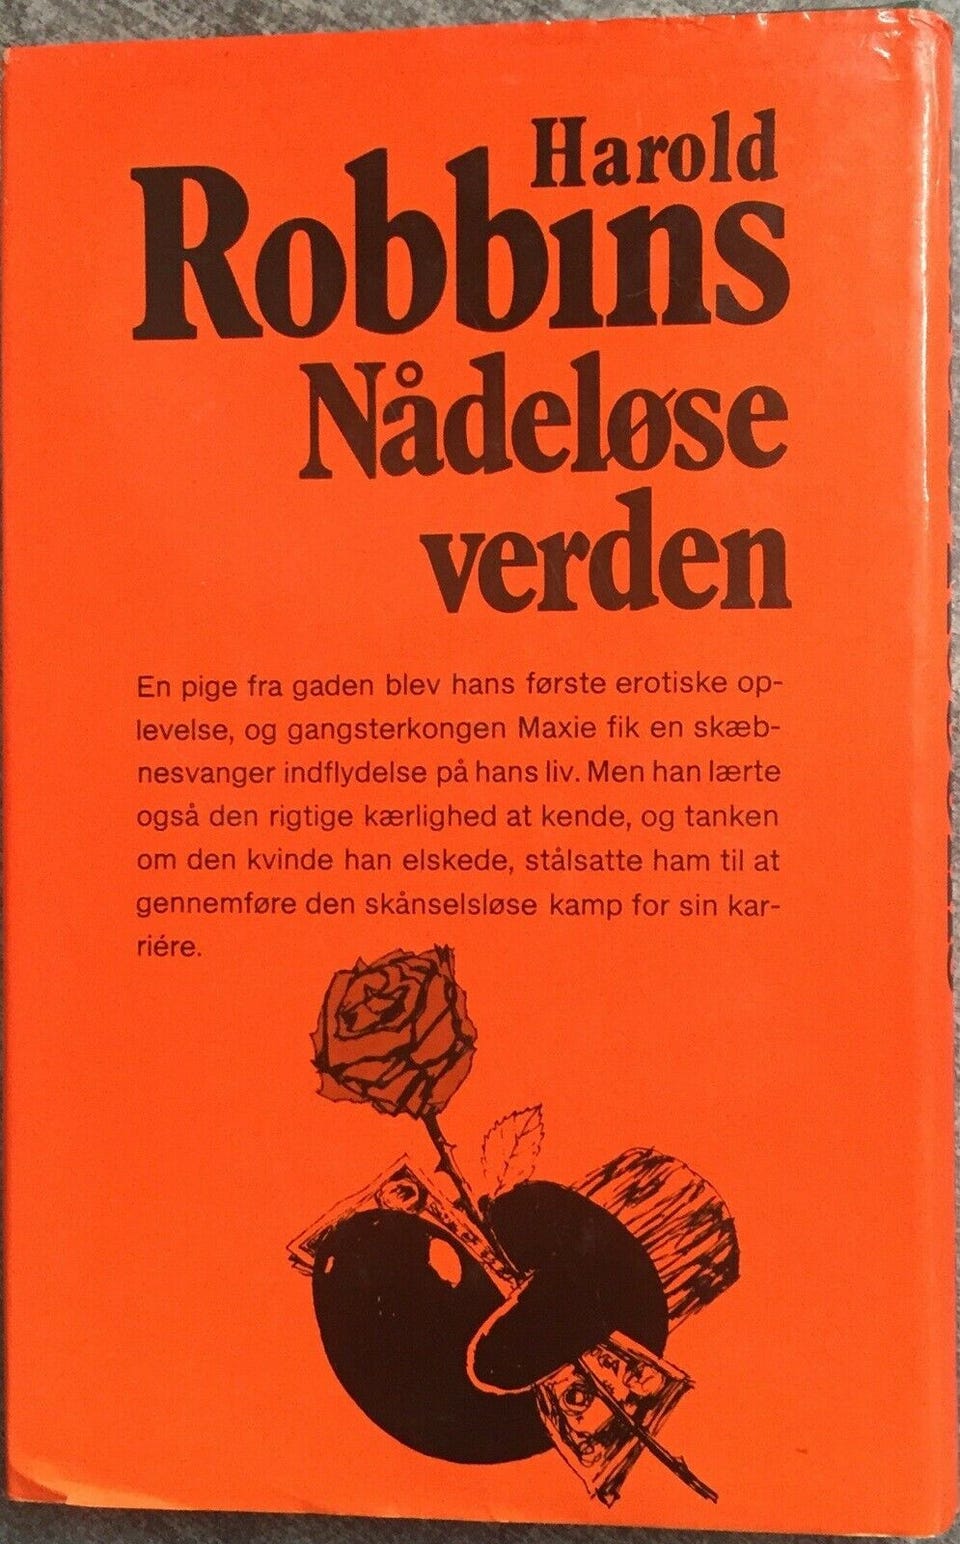 Harold
Robbins
Nådeløse
verden
En pige fra gaden blev hans første erotiske op-
levelse, og gangsterkongen Maxie fik en skæb-
nesvanger indflydelse på hans liv. Men han lærte
også den rigtige kærlighed at kende, og tanken
om den kvinde han elskede, stålsatte ham til at
gennemføre den skånselsløse kamp for sin kar-
riére.